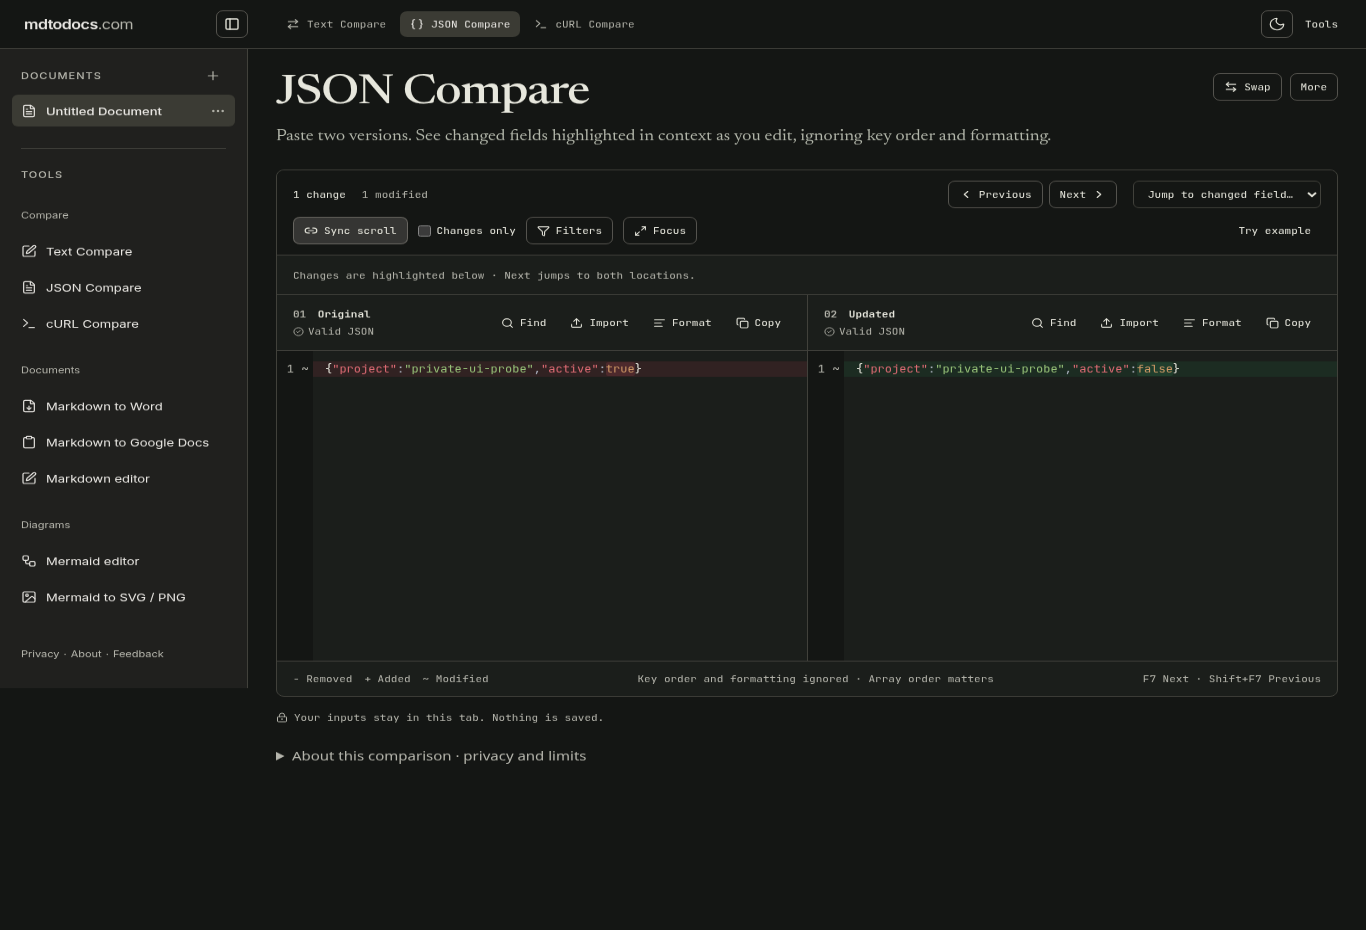 mdtodocs.com
Text Compare
{} JSON Compare
>_ cURL Compare
Tools
DOCUMENTS
Untitled Document
TOOLS
Compare
Text Compare
JSON Compare
cURL Compare
Documents
Markdown to Word
Markdown to Google Docs
Markdown editor
Diagrams
Mermaid editor
Mermaid to SVG / PNG
Privacy · About · Feedback
JSON Compare
Swap
More
Paste two versions. See changed fields highlighted in context as you edit, ignoring key order and formatting.
1 change 1 modified
Previous
Next
Jump to changed field…
Sync scroll
Changes only
Filters
Focus
Try example
Changes are highlighted below · Next jumps to both locations.
01 Original
Valid JSON
Find
Import
Format
Copy
1 ~ {"project":"private-ui-probe","active":true}
02 Updated
Valid JSON
Find
Import
Format
Copy
1 ~ {"project":"private-ui-probe","active":false}
- Removed + Added ~ Modified
Key order and formatting ignored · Array order matters
F7 Next · Shift+F7 Previous
Your inputs stay in this tab. Nothing is saved.
About this comparison · privacy and limits